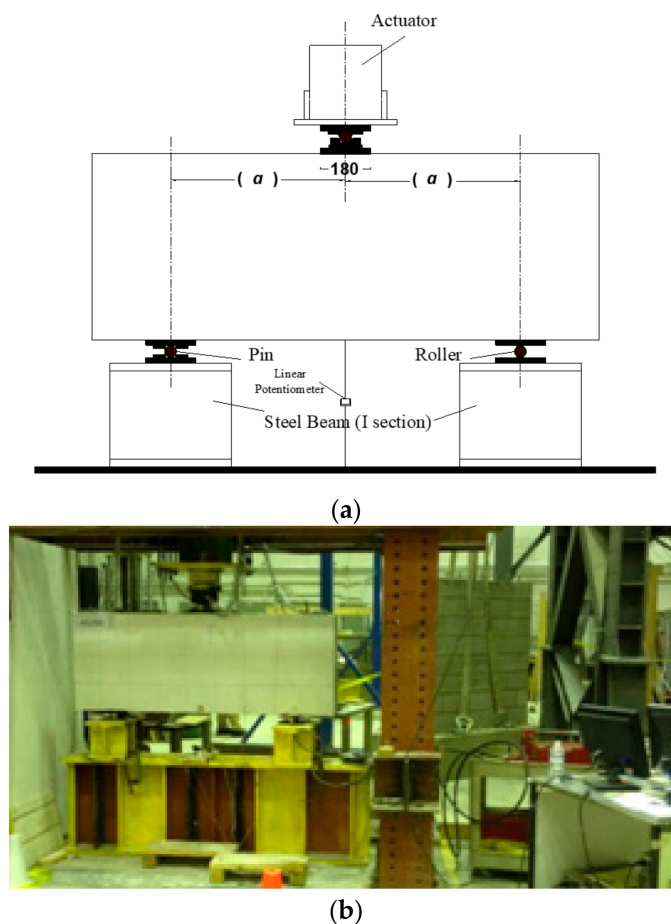 Actuator
180
( a ) ( a )
Pin
Roller
Linear
Potentiometer
Steel Beam (I section)
(a)
(b)